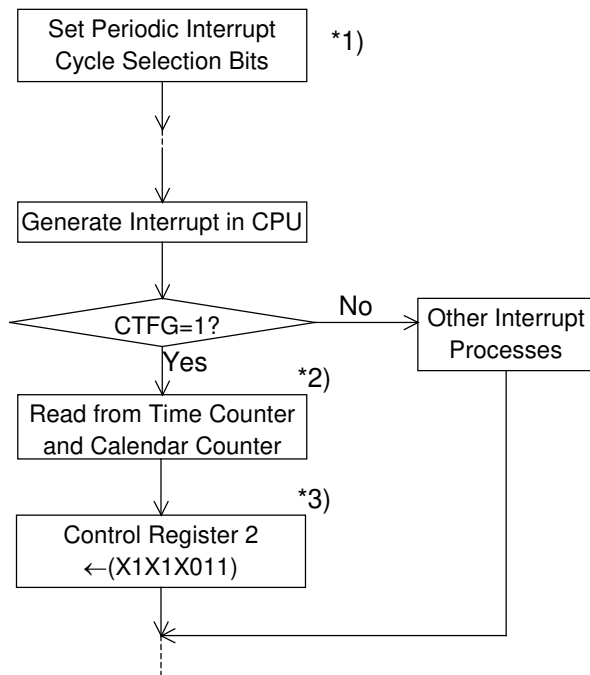 Set Periodic Interrupt
Cycle Selection Bits
*1)
Generate Interrupt in CPU
CTFG=1?
No
Other Interrupt
Processes
Yes
*2)
Read from Time Counter
and Calendar Counter
*3)
Control Register 2
←(X1X1X011)